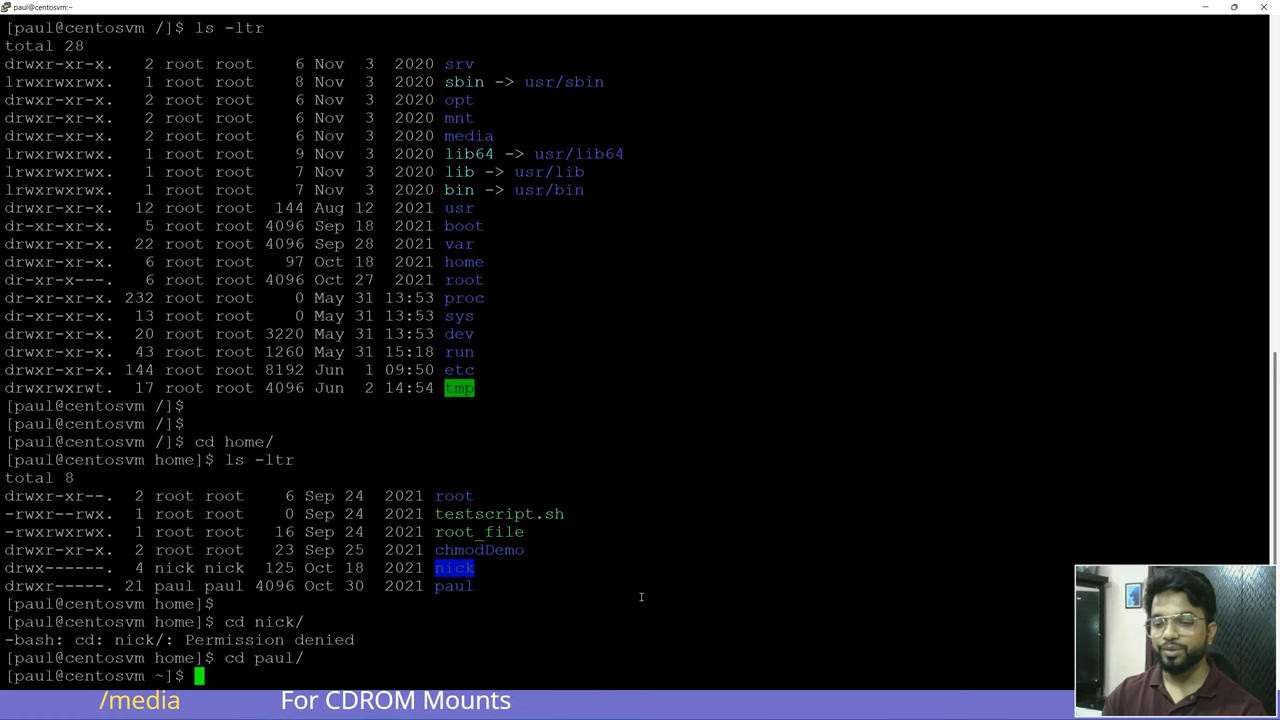 paul@centosvm:~
[paul@centosvm /]$ ls -ltr
total 28
drwxr-xr-x. 2 root root 6 Nov 3 2020 srv
lrwxrwxrwx. 1 root root 8 Nov 3 2020 sbin -> usr/sbin
drwxr-xr-x. 2 root root 6 Nov 3 2020 opt
drwxr-xr-x. 2 root root 6 Nov 3 2020 mnt
drwxr-xr-x. 2 root root 6 Nov 3 2020 media
lrwxrwxrwx. 1 root root 9 Nov 3 2020 lib64 -> usr/lib64
lrwxrwxrwx. 1 root root 7 Nov 3 2020 lib -> usr/lib
lrwxrwxrwx. 1 root root 7 Nov 3 2020 bin -> usr/bin
drwxr-xr-x. 12 root root 144 Aug 12 2021 usr
dr-xr-xr-x. 5 root root 4096 Sep 18 2021 boot
drwxr-xr-x. 22 root root 4096 Sep 28 2021 var
drwxr-xr-x. 6 root root 97 Oct 18 2021 home
dr-xr-x---. 6 root root 4096 Oct 27 2021 root
dr-xr-xr-x. 232 root root 0 May 31 13:53 proc
dr-xr-xr-x. 13 root root 0 May 31 13:53 sys
drwxr-xr-x. 20 root root 3220 May 31 13:53 dev
drwxr-xr-x. 43 root root 1260 May 31 15:18 run
drwxr-xr-x. 144 root root 8192 Jun 1 09:50 etc
drwxrwxrwt. 17 root root 4096 Jun 2 14:54 tmp
[paul@centosvm /]$
[paul@centosvm /]$
[paul@centosvm /]$ cd home/
[paul@centosvm home]$ ls -ltr
total 8
drwxr-xr--. 2 root root 6 Sep 24 2021 root
-rwxr--rwx. 1 root root 0 Sep 24 2021 testscript.sh
-rwxrwxrwx. 1 root root 16 Sep 24 2021 root_file
drwxr-xr-x. 2 root root 23 Sep 25 2021 chmodDemo
drwx------. 4 nick nick 125 Oct 18 2021 nick
drwxr-----. 21 paul paul 4096 Oct 30 2021 paul
[paul@centosvm home]$
[paul@centosvm home]$ cd nick/
-bash: cd: nick/: Permission denied
[paul@centosvm home]$ cd paul/
[paul@centosvm ~]$
/media For CDROM Mounts